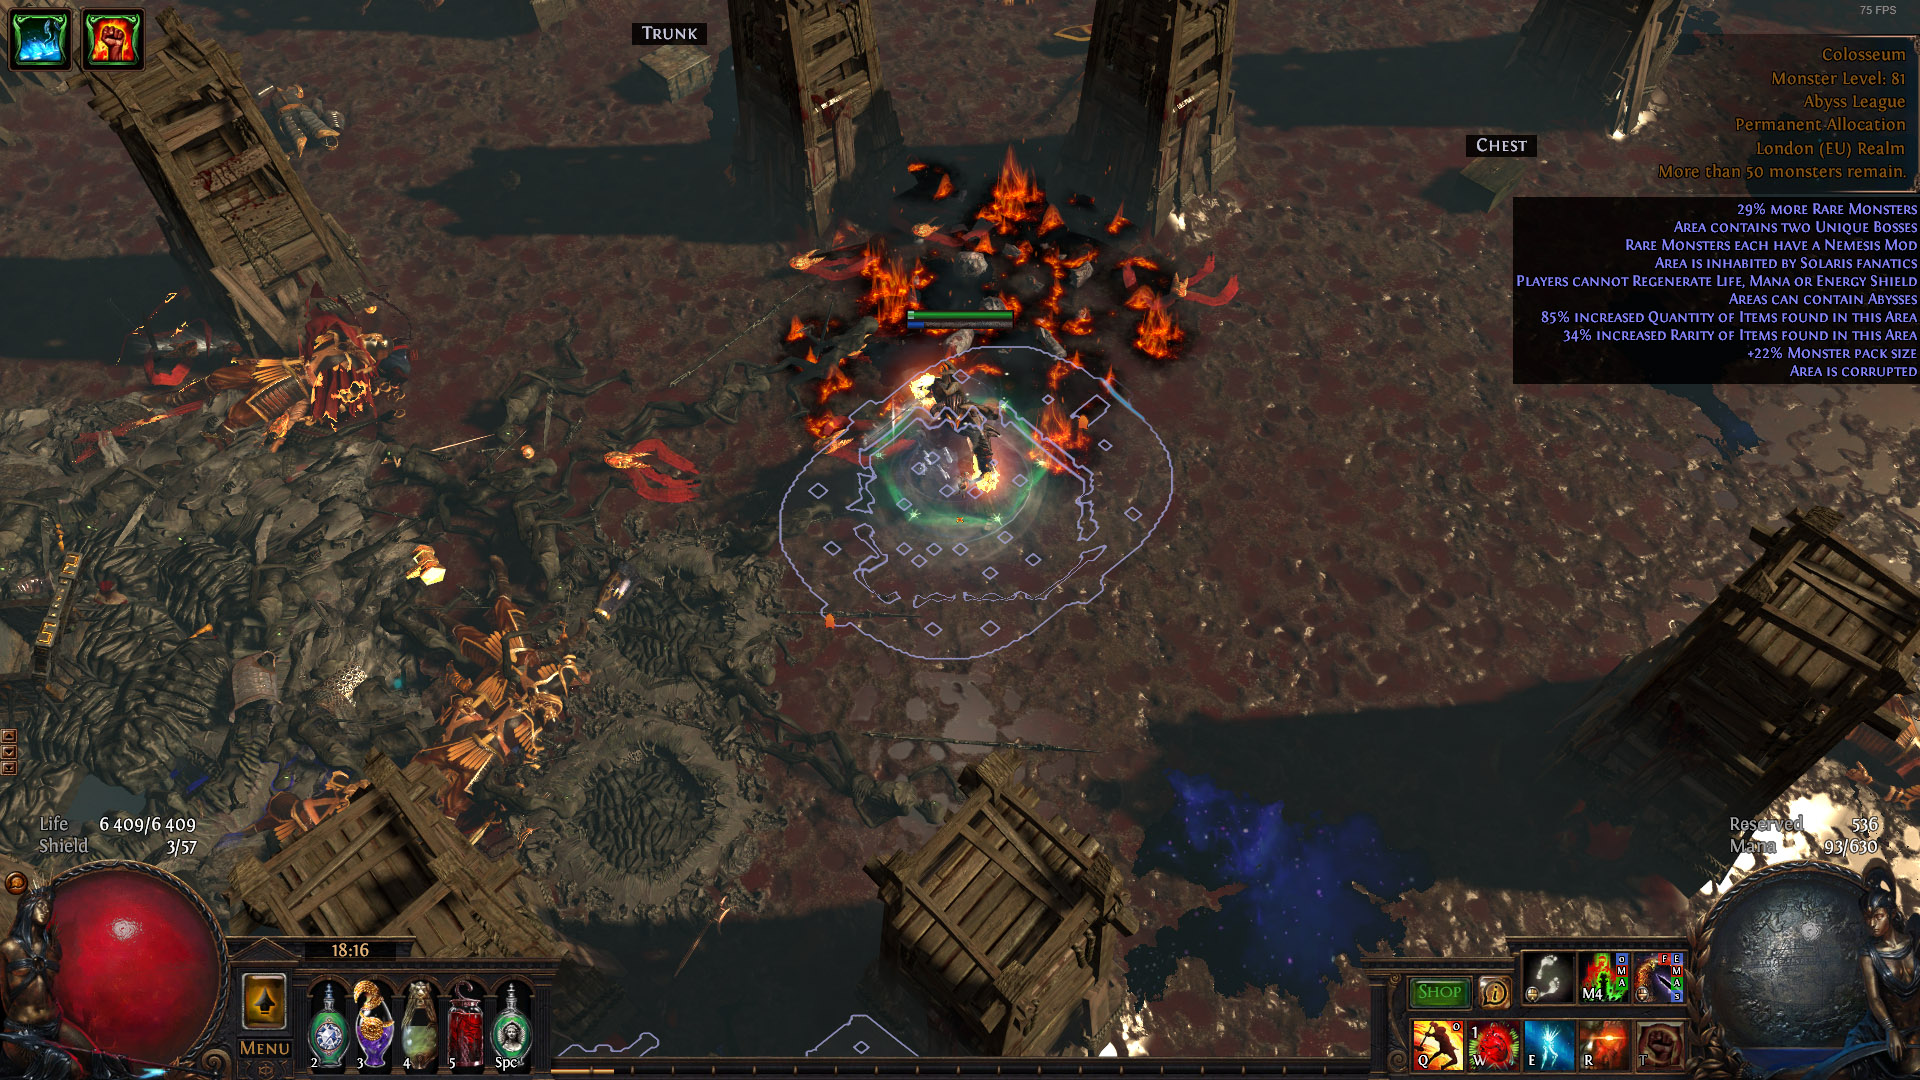 75 FPS
TRUNK
Colosseum
Monster Level: 81
Abyss League
Permanent Allocation
London (EU) Realm
More than 50 monsters remain.
CHEST
29% MORE RARE MONSTERS
AREA CONTAINS TWO UNIQUE BOSSES
RARE MONSTERS EACH HAVE A NEMESIS MOD
AREA IS INHABITED BY SOLARIS FANATICS
PLAYERS CANNOT REGENERATE LIFE, MANA OR ENERGY SHIELD
AREAS CAN CONTAIN ABYSSES
85% INCREASED QUANTITY OF ITEMS FOUND IN THIS AREA
34% INCREASED RARITY OF ITEMS FOUND IN THIS AREA
+22% MONSTER PACK SIZE
AREA IS CORRUPTED
Life 6 409/6 409
Shield 3/57
Reserved 536
Mana 93/630
18:16
MENU
2 3 4 5 Spc
SHOP
M4
O M A
F E M A S
Q O 1 W E R T